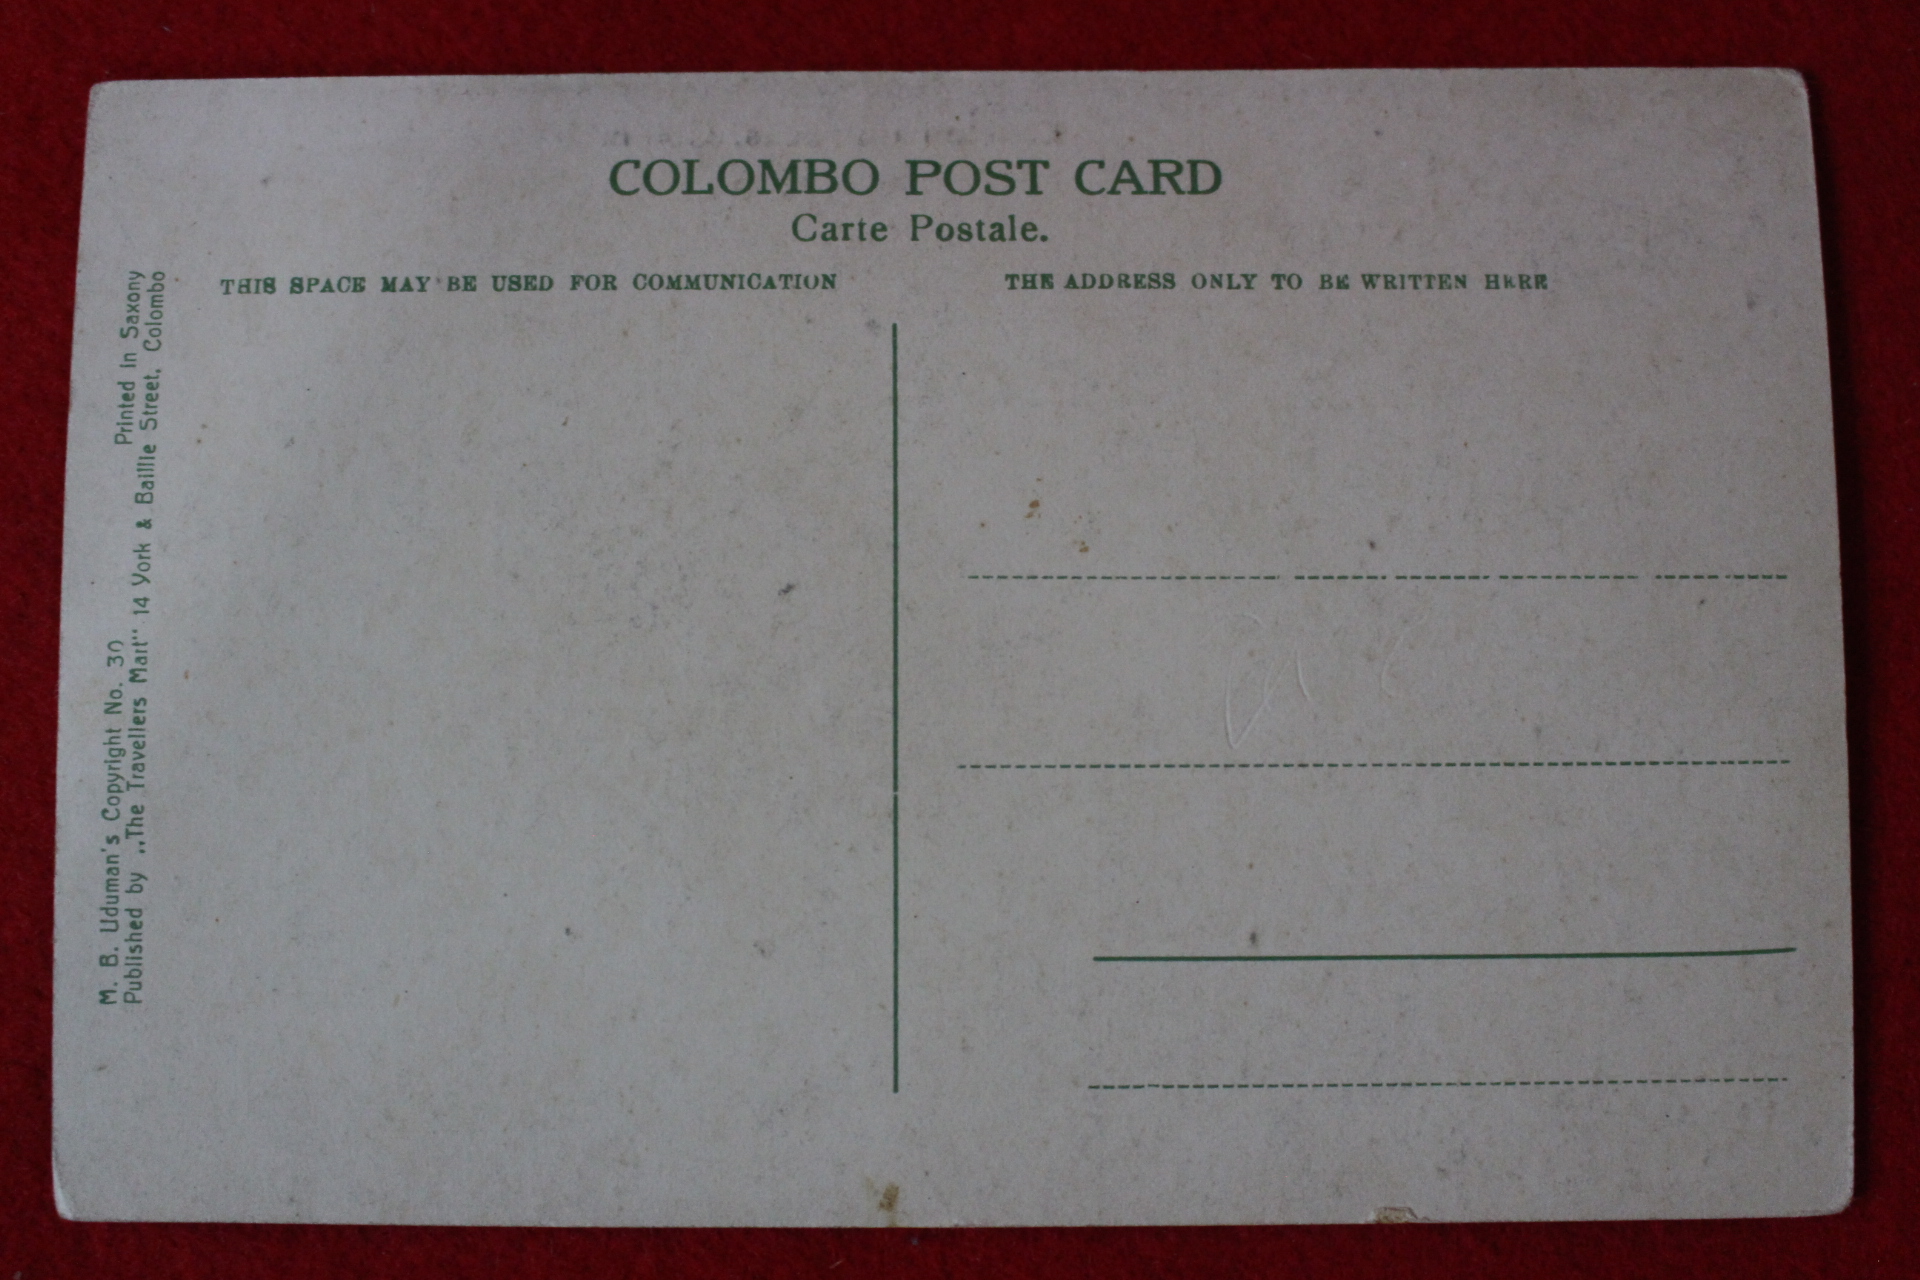 COLOMBO POST CARD
Carte Postale.
THIS SPACE MAY BE USED FOR COMMUNICATION
THE ADDRESS ONLY TO BE WRITTEN HERE
M. B. Uduman's Copyright No. 30 Printed in Saxony
Published by „The Travellers Mart" 14 York & Baillie Street, Colombo